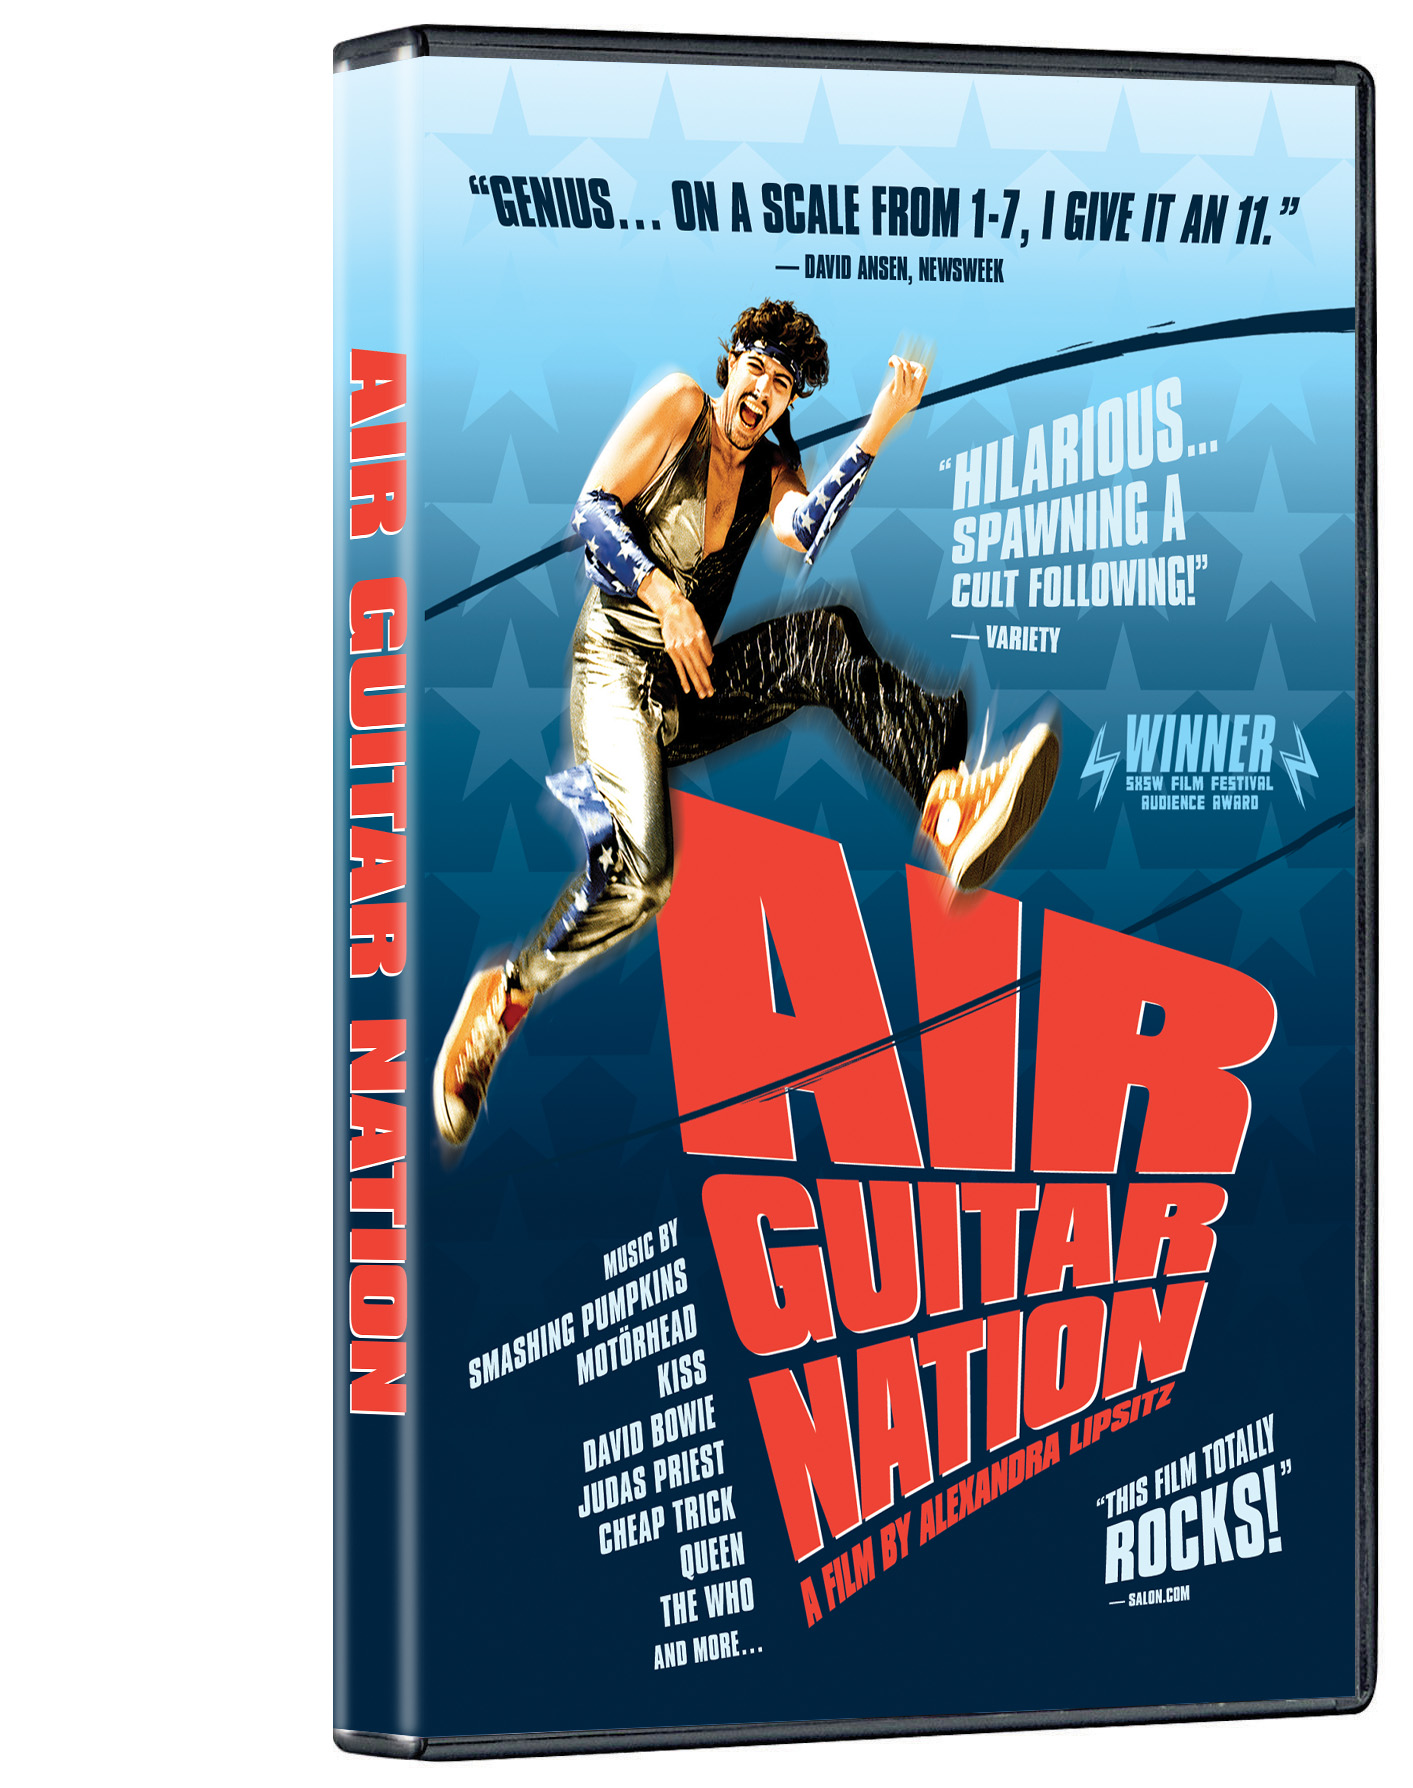 “GENIUS... ON A SCALE FROM 1-7, I GIVE IT AN 11.”
— DAVID ANSEN, NEWSWEEK
“HILARIOUS...
SPAWNING A
CULT FOLLOWING!”
— VARIETY
WINNER
SXSW FILM FESTIVAL
AUDIENCE AWARD
AIR GUITAR NATION
AIR
GUITAR
NATION
A FILM BY ALEXANDRA LIPSITZ
MUSIC BY
SMASHING PUMPKINS
MOTÖRHEAD
KISS
DAVID BOWIE
JUDAS PRIEST
CHEAP TRICK
QUEEN
THE WHO
AND MORE...
“THIS FILM TOTALLY
ROCKS!”
— SALON.COM